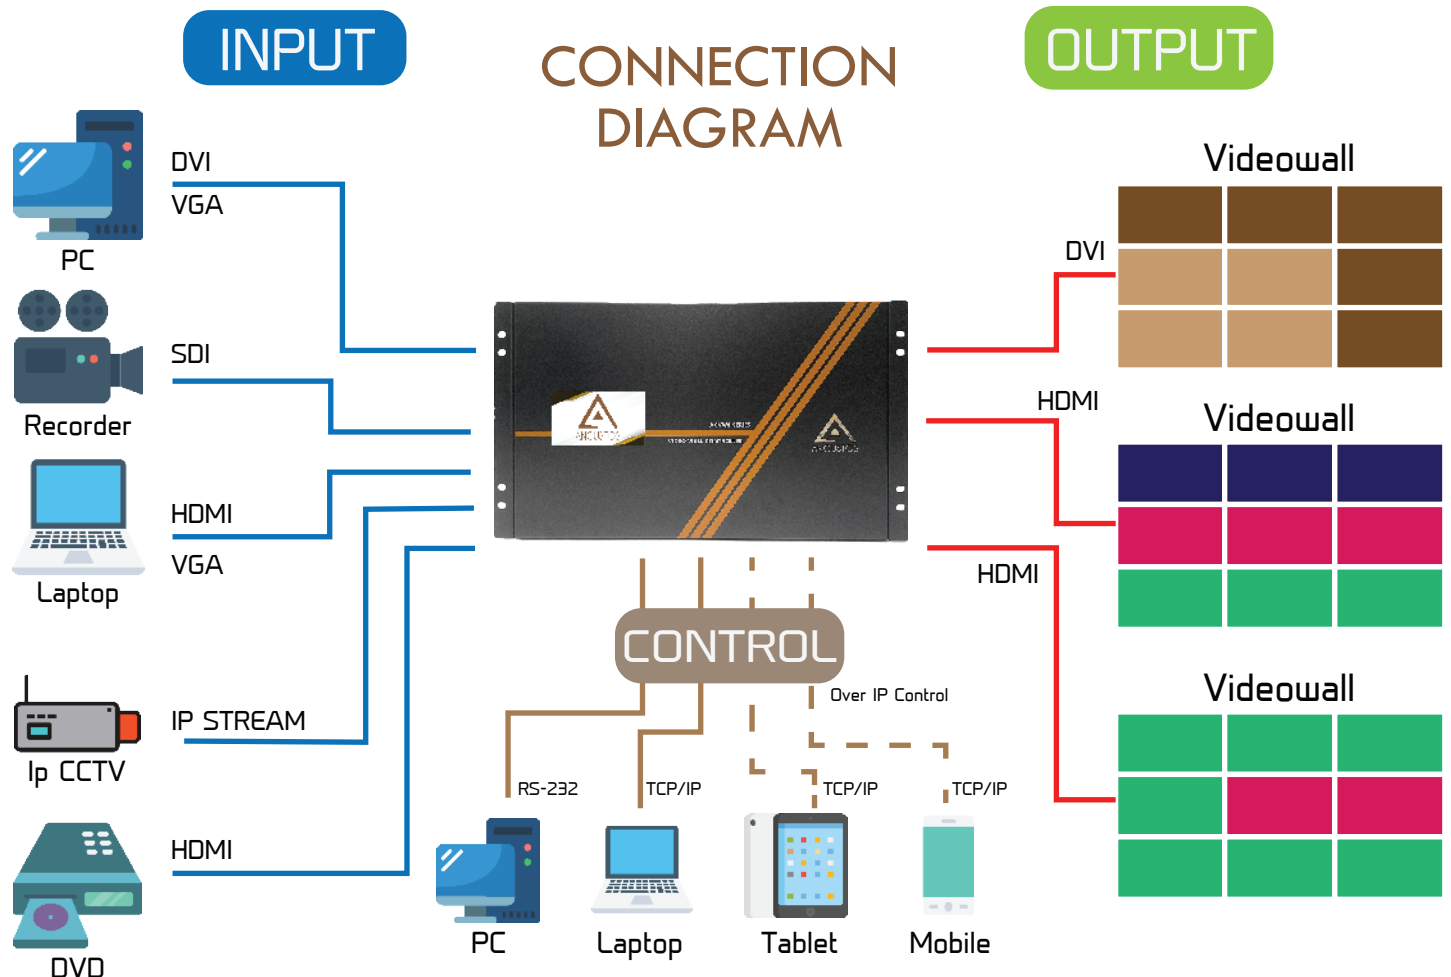 INPUT
CONNECTION
DIAGRAM
OUTPUT
DVI
VGA
PC
SDI
Recorder
HDMI
VGA
Laptop
IP STREAM
Ip CCTV
HDMI
DVD
ANCUSTOS
ANCUSTOS
CONTROL
Over IP Control
RS-232
TCP/IP
TCP/IP
TCP/IP
PC
Laptop
Tablet
Mobile
Videowall
DVI
HDMI
Videowall
HDMI
Videowall